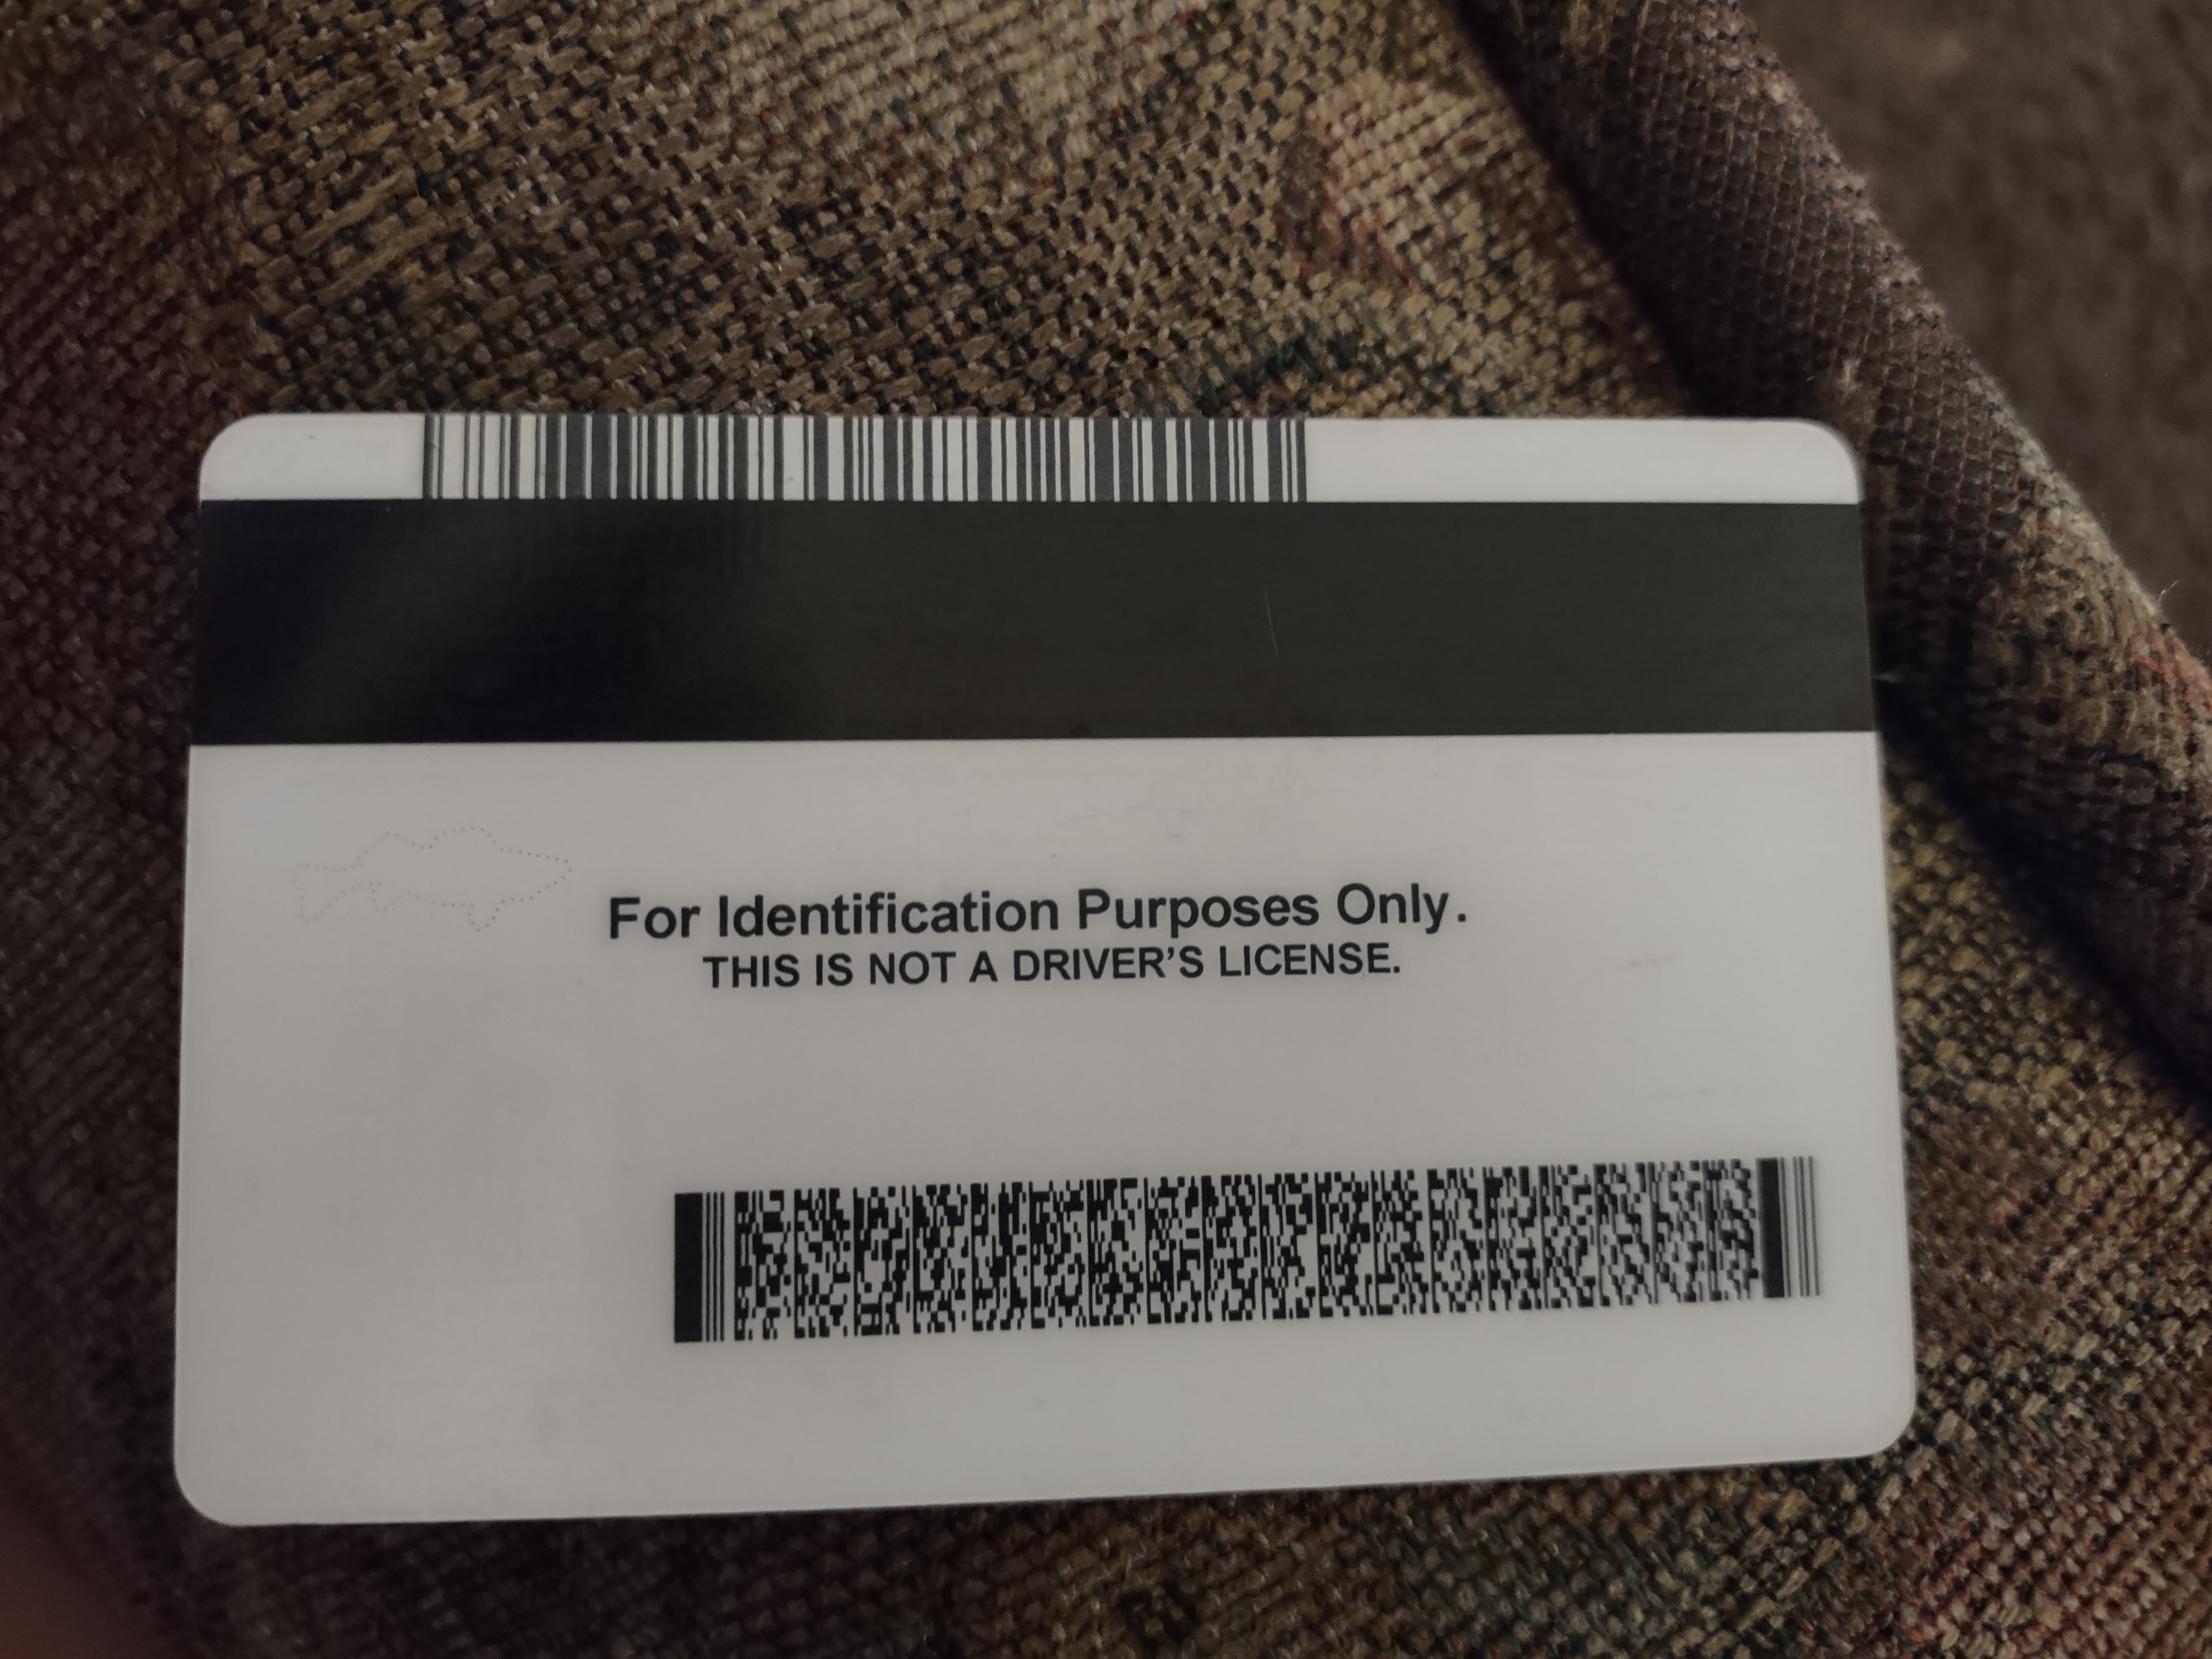 For Identification Purposes Only.
THIS IS NOT A DRIVER’S LICENSE.